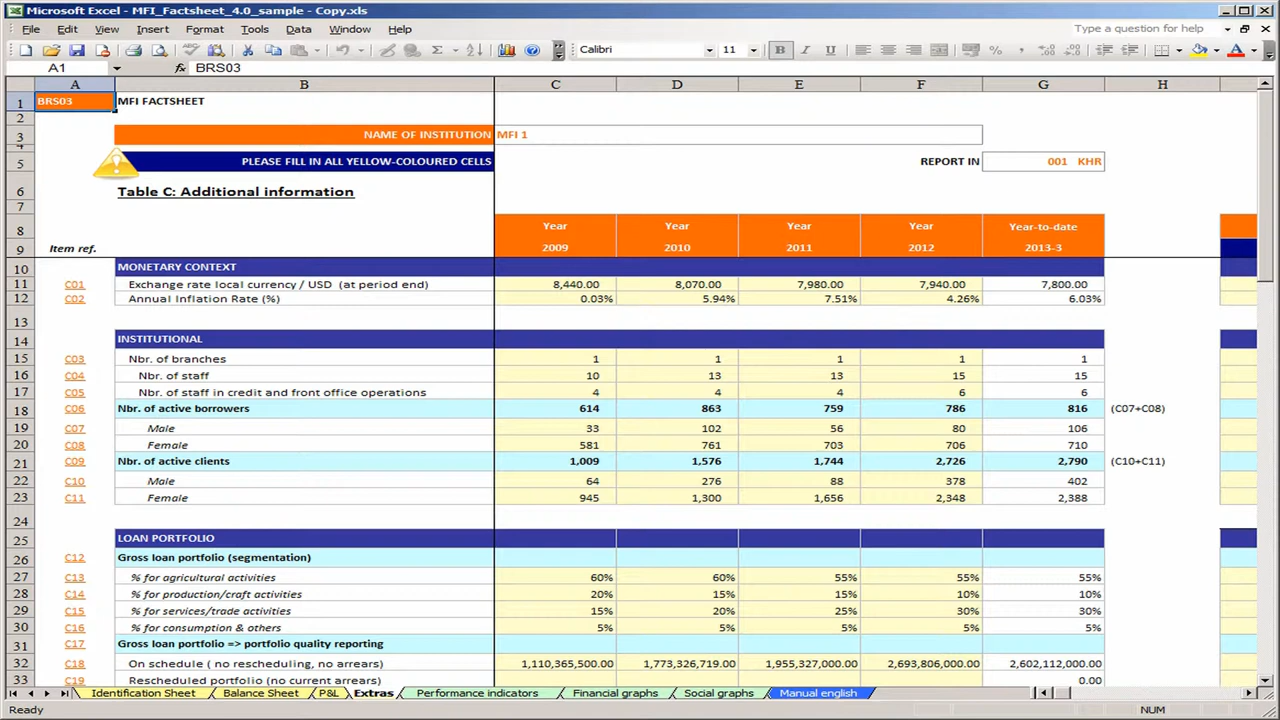 Microsoft Excel - MFI_Factsheet_4.0_sample - Copy.xls
File Edit View Insert Format Tools Data Window Help Type a question for help
Calibri 11 B U
A1 fx BRS03
A B C D E F G H
1 BRS03 MFI FACTSHEET
2
3 NAME OF INSTITUTION MFI 1
4
5 PLEASE FILL IN ALL YELLOW-COLOURED CELLS REPORT IN 001 KHR
6 Table C: Additional information
7
8 Year Year Year Year Year-to-date
9 Item ref. 2009 2010 2011 2012 2013-3
10 MONETARY CONTEXT
11 C01 Exchange rate local currency / USD (at period end) 8,440.00 8,070.00 7,980.00 7,940.00 7,800.00
12 C02 Annual Inflation Rate (%) 0.03% 5.94% 7.51% 4.26% 6.03%
13
14 INSTITUTIONAL
15 C03 Nbr. of branches 1 1 1 1 1
16 C04 Nbr. of staff 10 13 13 15 15
17 C05 Nbr. of staff in credit and front office operations 4 4 4 6 6
18 C06 Nbr. of active borrowers 614 863 759 786 816 (C07+C08)
19 C07 Male 33 102 56 80 106
20 C08 Female 581 761 703 706 710
21 C09 Nbr. of active clients 1,009 1,576 1,744 2,726 2,790 (C10+C11)
22 C10 Male 64 276 88 378 402
23 C11 Female 945 1,300 1,656 2,348 2,388
24
25 LOAN PORTFOLIO
26 C12 Gross loan portfolio (segmentation)
27 C13 % for agricultural activities 60% 60% 55% 55% 55%
28 C14 % for production/craft activities 20% 15% 15% 10% 10%
29 C15 % for services/trade activities 15% 20% 25% 30% 30%
30 C16 % for consumption & others 5% 5% 5% 5% 5%
31 C17 Gross loan portfolio => portfolio quality reporting
32 C18 On schedule ( no rescheduling, no arrears) 1,110,365,500.00 1,773,326,719.00 1,955,327,000.00 2,693,806,000.00 2,602,112,000.00
33 C19 Rescheduled portfolio (no current arrears) 0.00
Identification Sheet Balance Sheet P&L Extras Performance indicators Financial graphs Social graphs Manual english
Ready NUM